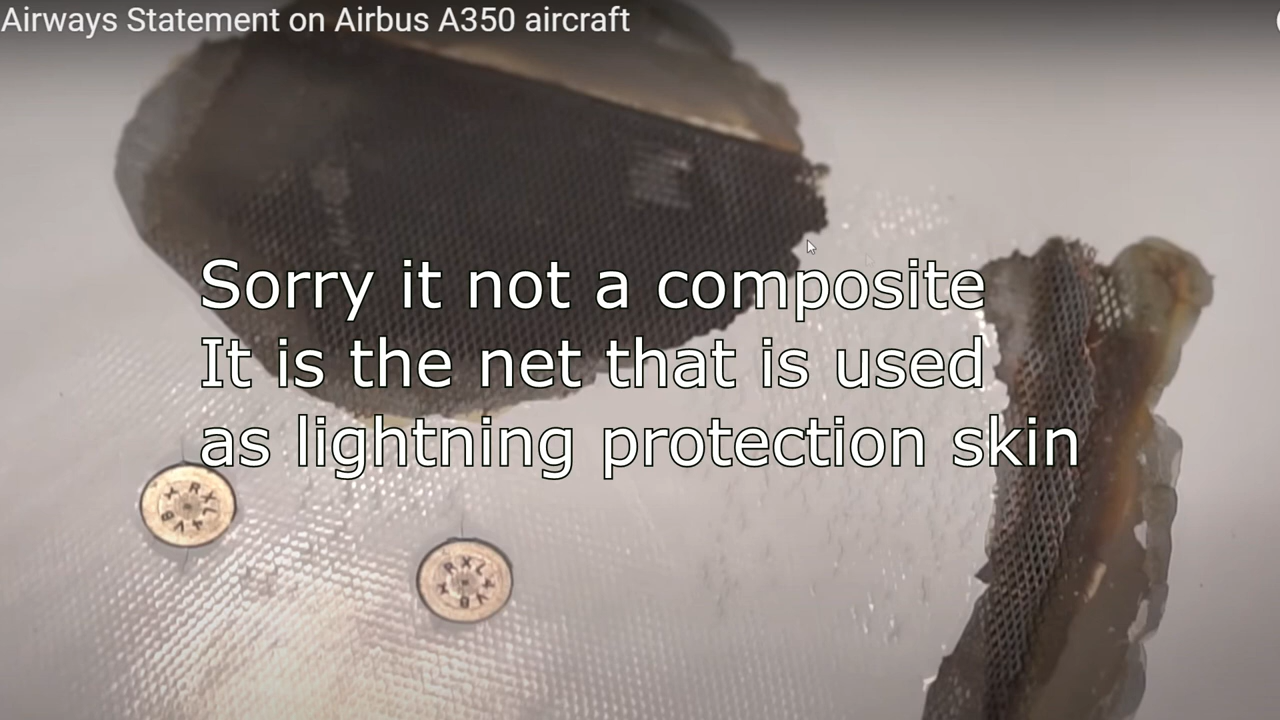 Airways Statement on Airbus A350 aircraft
Sorry it not a composite
It is the net that is used
as lightning protection skin